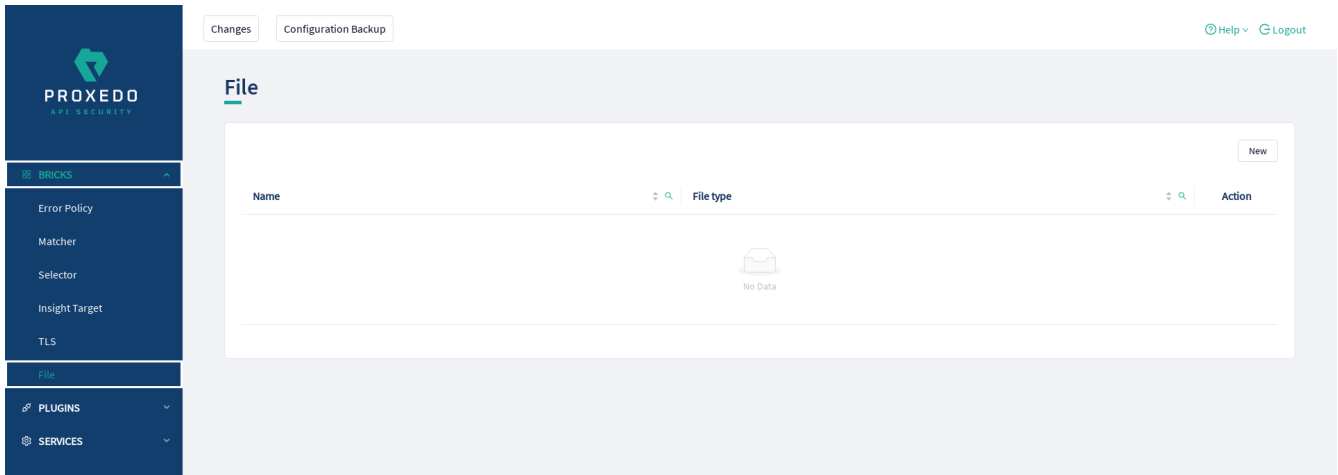 Changes
Configuration Backup
Help
Logout
PROXEDO
API SECURITY
File
New
BRICKS
Name
File type
Action
Error Policy
Matcher
Selector
Insight Target
No Data
TLS
File
PLUGINS
SERVICES